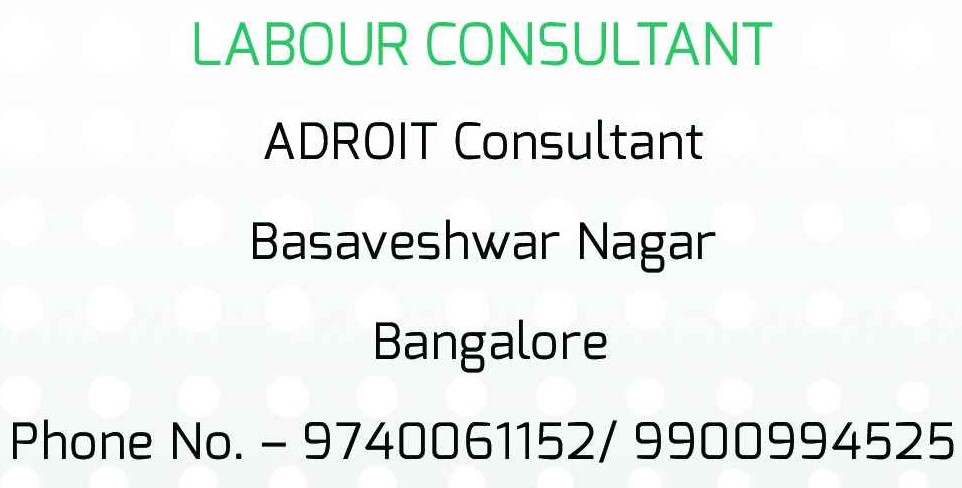 LABOUR CONSULTANT
ADROIT Consultant
Basaveshwar Nagar
Bangalore
Phone No. – 9740061152/ 9900994525